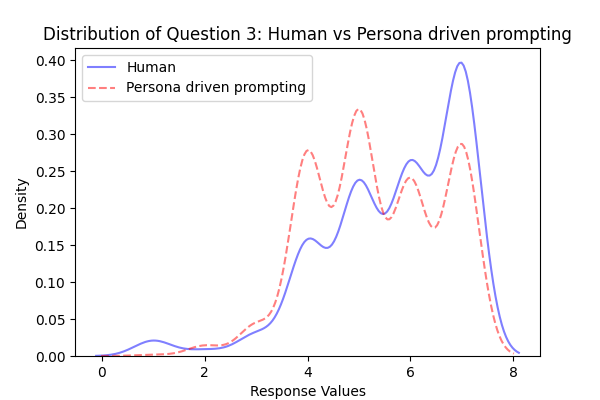 Distribution of Question 3: Human vs Persona driven prompting
Human
Persona driven prompting
0.40
0.35
0.30
0.25
0.20
0.15
0.10
0.05
0.00
Density
0 2 4 6 8
Response Values